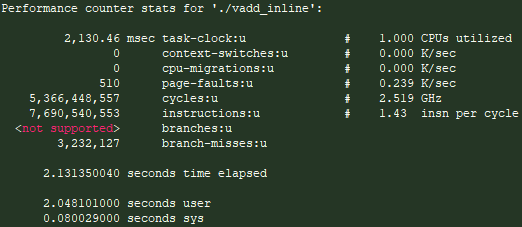 Performance counter stats for './vadd_inline':
2,130.46 msec task-clock:u # 1.000 CPUs utilized
0 context-switches:u # 0.000 K/sec
0 cpu-migrations:u # 0.000 K/sec
510 page-faults:u # 0.239 K/sec
5,366,448,557 cycles:u # 2.519 GHz
7,690,540,553 instructions:u # 1.43 insn per cycle
<not supported> branches:u
3,232,127 branch-misses:u
2.131350040 seconds time elapsed
2.048101000 seconds user
0.080029000 seconds sys